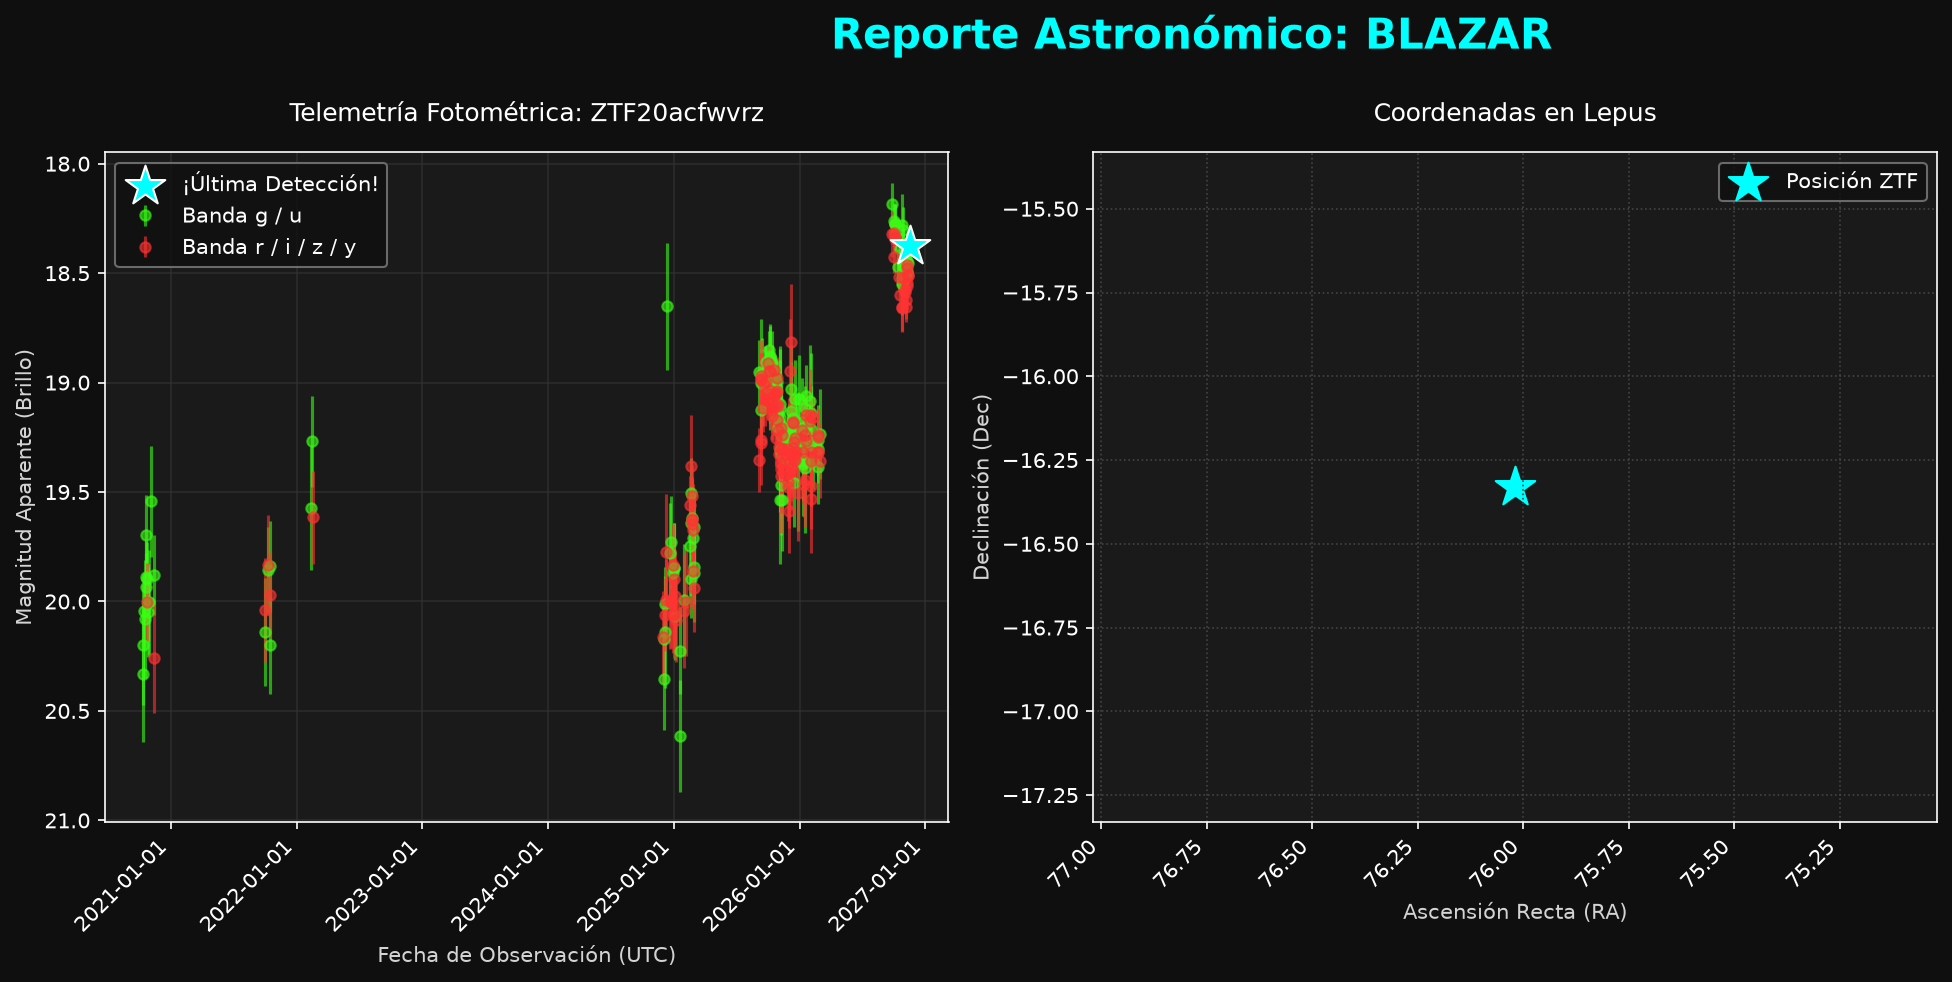 Reporte Astronómico: BLAZAR
Telemetría Fotométrica: ZTF20acfwvrz
¡Última Detección!
Banda g / u
Banda r / i / z / y
Magnitud Aparente (Brillo)
18.0
18.5
19.0
19.5
20.0
20.5
21.0
2021-01-01
2022-01-01
2023-01-01
2024-01-01
2025-01-01
2026-01-01
2027-01-01
Fecha de Observación (UTC)
Coordenadas en Lepus
Posición ZTF
Declinación (Dec)
−15.50
−15.75
−16.00
−16.25
−16.50
−16.75
−17.00
−17.25
77.00
76.75
76.50
76.25
76.00
75.75
75.50
75.25
Ascensión Recta (RA)